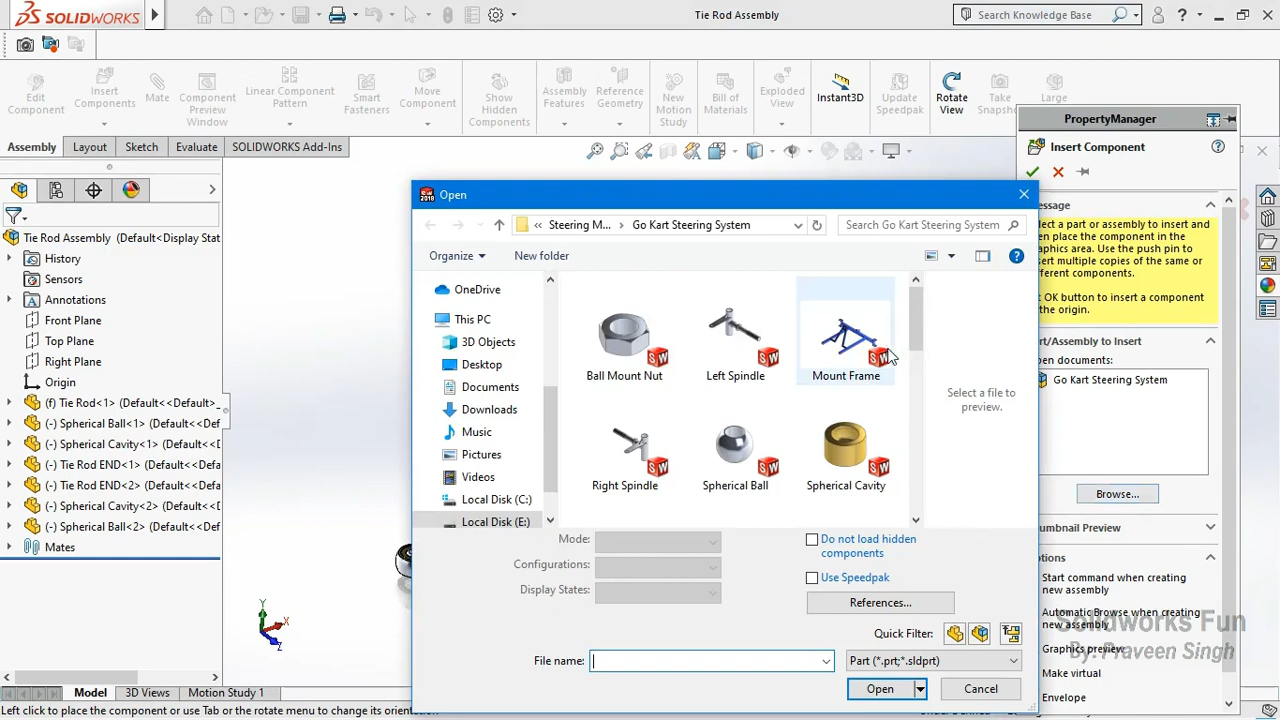 SOLIDWORKS
Tie Rod Assembly
Search Knowledge Base
Edit
Component
Insert
Components
Mate
Component
Preview
Window
Linear Component
Pattern
Smart
Fasteners
Move
Component
Show
Hidden
Components
Assembly
Features
Reference
Geometry
New
Motion
Study
Bill of
Materials
Exploded
View
Instant3D
Update
Speedpak
Rotate
View
Take
Snapshot
Large
Assembly
Layout
Sketch
Evaluate
SOLIDWORKS Add-Ins
PropertyManager
Insert Component
Tie Rod Assembly (Default<Display Stat
History
Sensors
Annotations
Front Plane
Top Plane
Right Plane
Origin
(f) Tie Rod<1> (Default<<Default>_
(-) Spherical Ball<1> (Default<<Def
(-) Spherical Cavity<1> (Default<<
(-) Tie Rod END<1> (Default<<Def
(-) Tie Rod END<2> (Default<<Def
(-) Spherical Cavity<2> (Default<<
(-) Spherical Ball<2> (Default<<Def
Mates
2018
Open
Steering M...
Go Kart Steering System
Search Go Kart Steering System
Organize
New folder
OneDrive
This PC
3D Objects
Desktop
Documents
Downloads
Music
Pictures
Videos
Local Disk (C:)
Local Disk (E:)
Ball Mount Nut
Left Spindle
Mount Frame
Right Spindle
Spherical Ball
Spherical Cavity
Select a file to
preview.
Mode:
Configurations:
Display States:
Do not load hidden
components
Use Speedpak
References...
Quick Filter:
File name:
Part (*.prt;*.sldprt)
Open
Cancel
essage
elect a part or assembly to insert and
en place the component in the
raphics area. Use the push pin to
sert multiple copies of the same or
fferent components.
t OK button to insert a component
the origin.
rt/Assembly to Insert
pen documents:
Go Kart Steering System
Browse...
umbnail Preview
ptions
Start command when creating
new assembly
Automatic Browse when creating
new assembly
Graphics preview
Make virtual
Envelope
Solidworks Fun
By: Praveen Singh
Model
3D Views
Motion Study 1
Left click to place the component or use Tab or the rotate menu to change its orientation